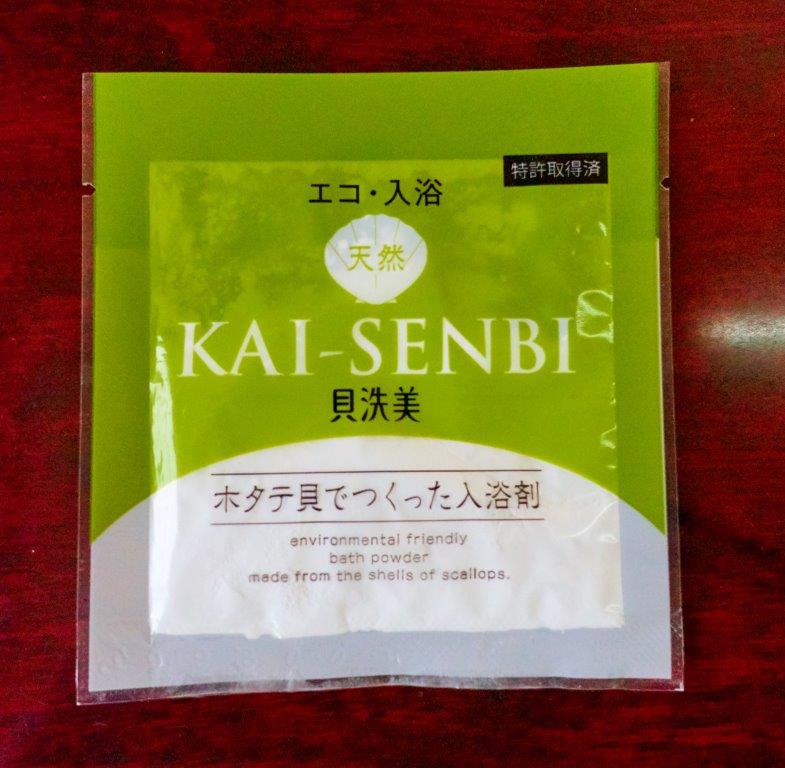 特許取得済
エコ・入浴
天然
KAI-SENBI
貝洗美
ホタテ貝でつくった入浴剤
environmental friendly
bath powder
made from the shells of scallops.